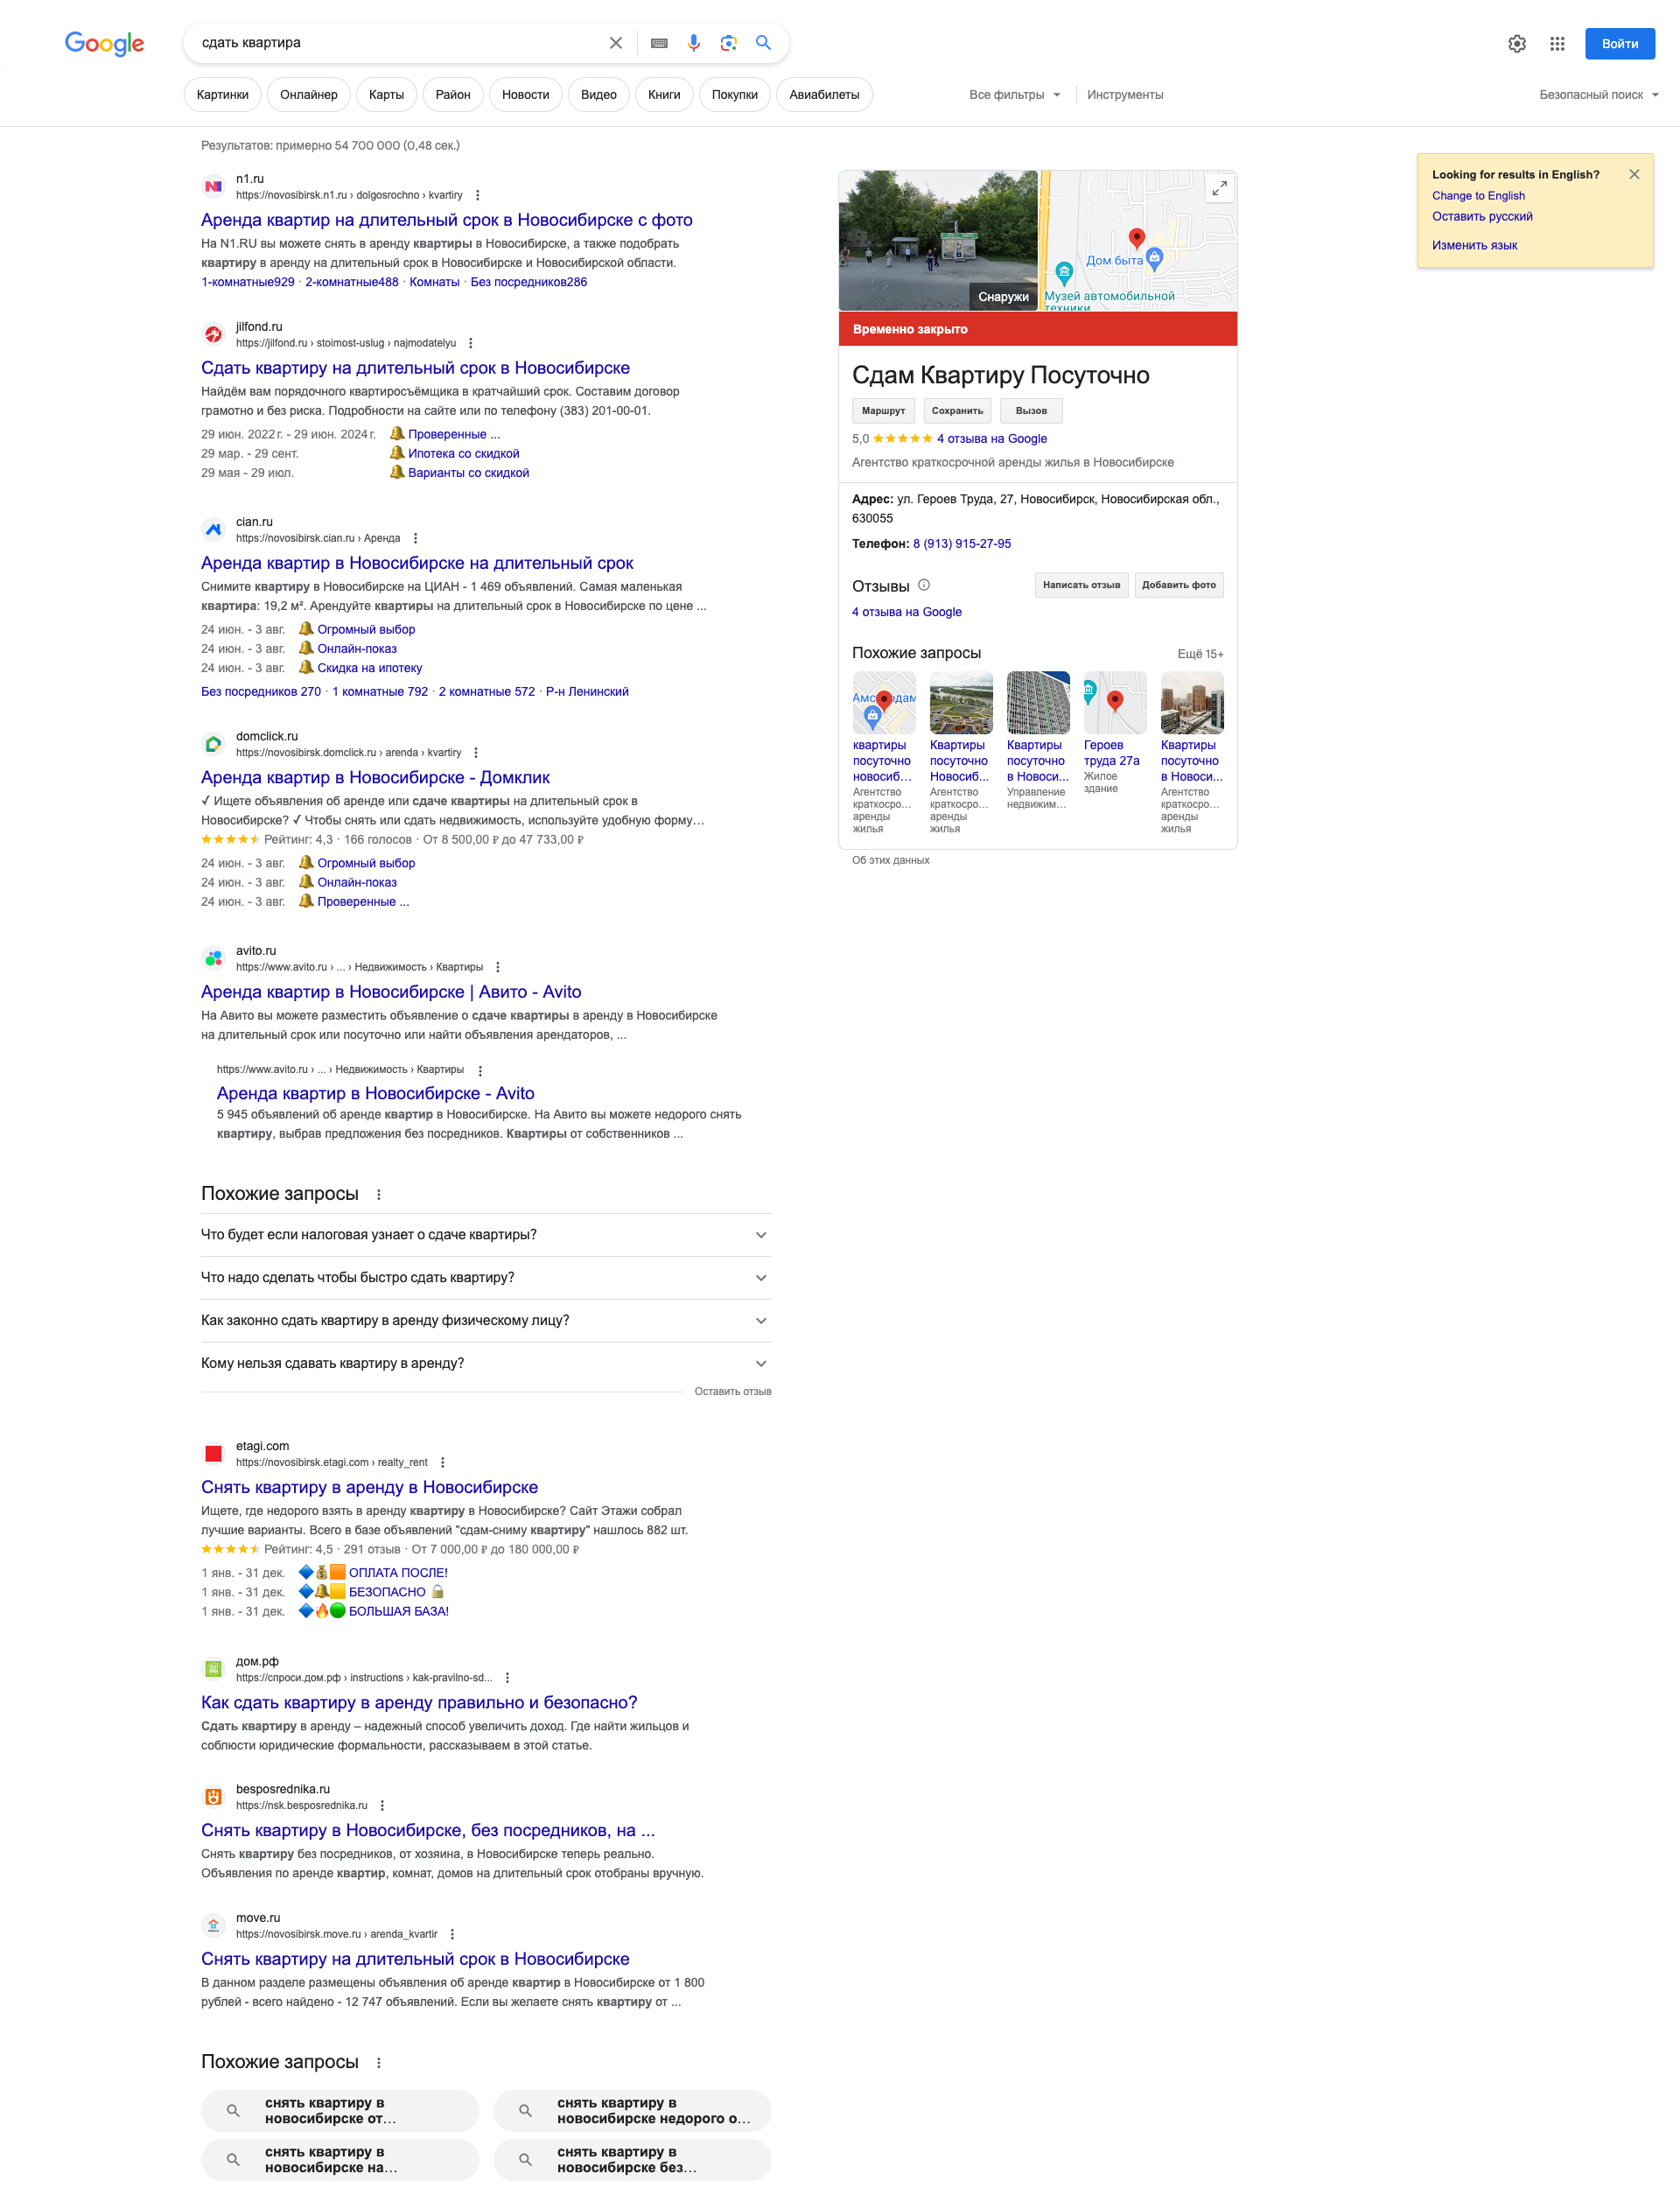 Google
сдать квартира
Войти
Картинки
Онлайнер
Карты
Район
Новости
Видео
Книги
Покупки
Авиабилеты
Все фильтры
Инструменты
Безопасный поиск
Результатов: примерно 54 700 000 (0,48 сек.)
n1.ru
https://novosibirsk.n1.ru › dolgosrochno › kvartiry
Аренда квартир на длительный срок в Новосибирске с фото
На N1.RU вы можете снять в аренду квартиры в Новосибирске, а также подобрать
квартиру в аренду на длительный срок в Новосибирске и Новосибирской области.
1-комнатные929 · 2-комнатные488 · Комнаты · Без посредников286
jilfond.ru
https://jilfond.ru › stoimost-uslug › najmodatelyu
Сдать квартиру на длительный срок в Новосибирске
Найдём вам порядочного квартиросъёмщика в кратчайший срок. Составим договор
грамотно и без риска. Подробности на сайте или по телефону (383) 201-00-01.
29 июн. 2022 г. - 29 июн. 2024 г. 🔔 Проверенные ...
29 мар. - 29 сент. 🔔 Ипотека со скидкой
29 мая - 29 июл. 🔔 Варианты со скидкой
cian.ru
https://novosibirsk.cian.ru › Аренда
Аренда квартир в Новосибирске на длительный срок
Снимите квартиру в Новосибирске на ЦИАН - 1 469 объявлений. Самая маленькая
квартира: 19,2 м². Арендуйте квартиры на длительный срок в Новосибирске по цене ...
24 июн. - 3 авг. 🔔 Огромный выбор
24 июн. - 3 авг. 🔔 Онлайн-показ
24 июн. - 3 авг. 🔔 Скидка на ипотеку
Без посредников 270 · 1 комнатные 792 · 2 комнатные 572 · Р-н Ленинский
domclick.ru
https://novosibirsk.domclick.ru › arenda › kvartiry
Аренда квартир в Новосибирске - Домклик
✓ Ищете объявления об аренде или сдаче квартиры на длительный срок в
Новосибирске? ✓ Чтобы снять или сдать недвижимость, используйте удобную форму…
Рейтинг: 4,3 · 166 голосов · От 8 500,00 ₽ до 47 733,00 ₽
24 июн. - 3 авг. 🔔 Огромный выбор
24 июн. - 3 авг. 🔔 Онлайн-показ
24 июн. - 3 авг. 🔔 Проверенные ...
avito.ru
https://www.avito.ru › ... › Недвижимость › Квартиры
Аренда квартир в Новосибирске | Авито - Avito
На Авито вы можете разместить объявление о сдаче квартиры в аренду в Новосибирске
на длительный срок или посуточно или найти объявления арендаторов, ...
https://www.avito.ru › ... › Недвижимость › Квартиры
Аренда квартир в Новосибирске - Avito
5 945 объявлений об аренде квартир в Новосибирске. На Авито вы можете недорого снять
квартиру, выбрав предложения без посредников. Квартиры от собственников ...
Похожие запросы
Что будет если налоговая узнает о сдаче квартиры?
Что надо сделать чтобы быстро сдать квартиру?
Как законно сдать квартиру в аренду физическому лицу?
Кому нельзя сдавать квартиру в аренду?
Оставить отзыв
etagi.com
https://novosibirsk.etagi.com › realty_rent
Снять квартиру в аренду в Новосибирске
Ищете, где недорого взять в аренду квартиру в Новосибирске? Сайт Этажи собрал
лучшие варианты. Всего в базе объявлений "сдам-сниму квартиру" нашлось 882 шт.
Рейтинг: 4,5 · 291 отзыв · От 7 000,00 ₽ до 180 000,00 ₽
1 янв. - 31 дек. 🔷💰🟧 ОПЛАТА ПОСЛЕ!
1 янв. - 31 дек. 🔷🔔🟨 БЕЗОПАСНО 🔒
1 янв. - 31 дек. 🔷🔥🟢 БОЛЬШАЯ БАЗА!
дом.рф
https://спроси.дом.рф › instructions › kak-pravilno-sd...
Как сдать квартиру в аренду правильно и безопасно?
Сдать квартиру в аренду – надежный способ увеличить доход. Где найти жильцов и
соблюсти юридические формальности, рассказываем в этой статье.
besposrednika.ru
https://nsk.besposrednika.ru
Снять квартиру в Новосибирске, без посредников, на ...
Снять квартиру без посредников, от хозяина, в Новосибирске теперь реально.
Объявления по аренде квартир, комнат, домов на длительный срок отобраны вручную.
move.ru
https://novosibirsk.move.ru › arenda_kvartir
Снять квартиру на длительный срок в Новосибирске
В данном разделе размещены объявления об аренде квартир в Новосибирске от 1 800
рублей - всего найдено - 12 747 объявлений. Если вы желаете снять квартиру от ...
Похожие запросы
снять квартиру в
новосибирске от…
снять квартиру в
новосибирске недорого о…
снять квартиру в
новосибирске на…
снять квартиру в
новосибирске без…
Снаружи
Дом быта
Музей автомобильной
техники
Временно закрыто
Сдам Квартиру Посуточно
Маршрут
Сохранить
Вызов
5,0 4 отзыва на Google
Агентство краткосрочной аренды жилья в Новосибирске
Адрес: ул. Героев Труда, 27, Новосибирск, Новосибирская обл.,
630055
Телефон: 8 (913) 915-27-95
Отзывы
Написать отзыв
Добавить фото
4 отзыва на Google
Похожие запросы
Ещё 15+
квартиры
посуточно
новосиб…
Агентство
краткосро…
аренды
жилья
Квартиры
посуточно
Новосиб...
Агентство
краткосро…
аренды
жилья
Квартиры
посуточно
в Новоси...
Управление
недвижим…
Героев
труда 27а
Жилое
здание
Квартиры
посуточно
в Новоси...
Агентство
краткосро…
аренды
жилья
Об этих данных
Looking for results in English?
Change to English
Оставить русский
Изменить язык